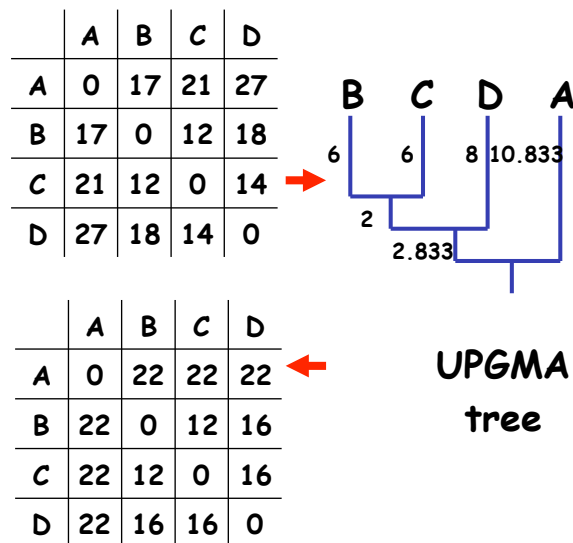 A B C D
A 0 17 21 27
B 17 0 12 18
C 21 12 0 14
D 27 18 14 0
B C D A
6 6 8 10.833
2
2.833
A B C D
A 0 22 22 22
B 22 0 12 16
C 22 12 0 16
D 22 16 16 0
UPGMA
tree